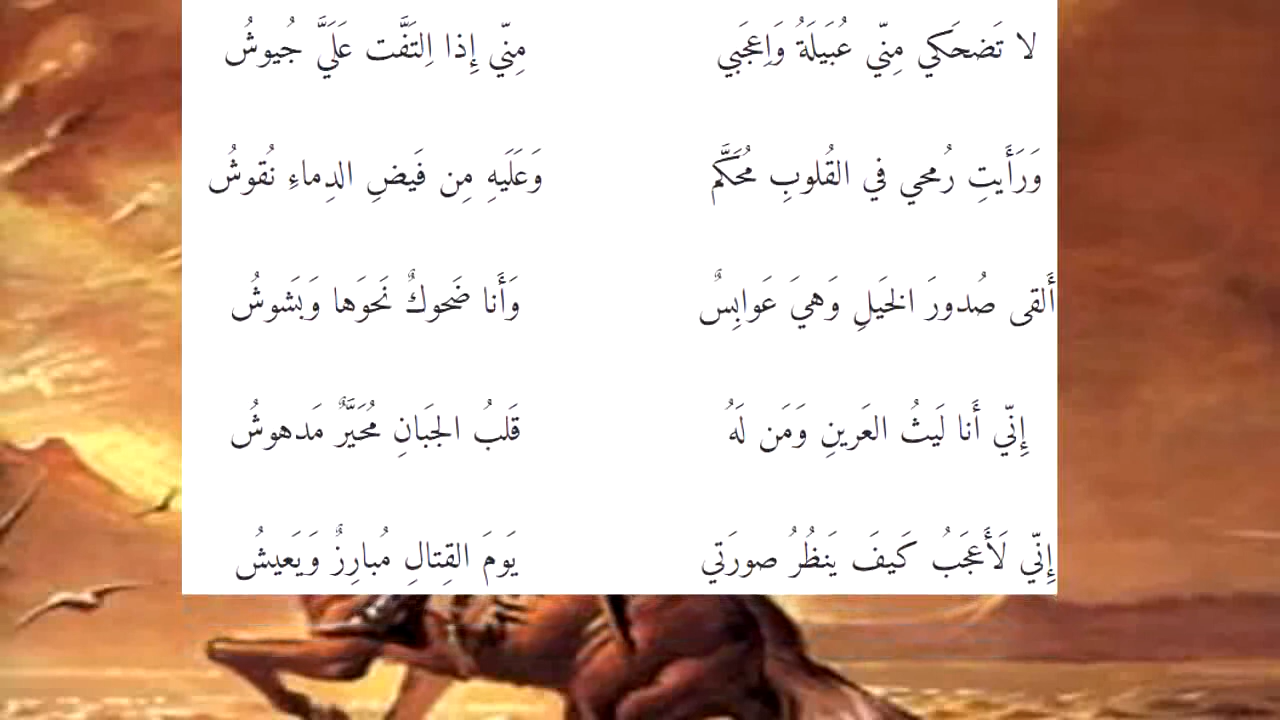 لا تَضحَكي مِنّي عُبَيلَةُ وَاِعجَبي مِنّي إِذا اِلتَفَّت عَلَيَّ جُيوشُ
وَرَأَيتِ رُمحي في القُلوبِ مُحَكَّم وَعَلَيهِ مِن فَيضِ الدِماءِ نُقوشُ
أَلقى صُدورَ الخَيلِ وَهيَ عَوابِسٌ وَأَنا ضَحوكٌ نَحوَها وَبَشوشُ
إِنّي أَنا لَيثُ العَرينِ وَمَن لَهُ قَلبُ الجَبانِ مُحَيَّرٌ مَدهوشُ
إِنّي لَأَعجَبُ كَيفَ يَنظُرُ صورَتي يَومَ القِتالِ مُبارِزٌ وَيَعيشُ